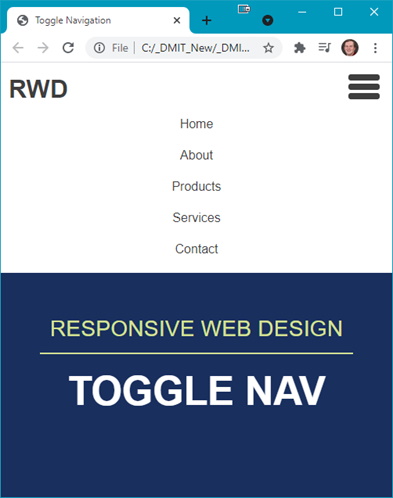 Toggle Navigation
File | C:/_DMIT_New/_DMI...
RWD
Home
About
Products
Services
Contact
RESPONSIVE WEB DESIGN
TOGGLE NAV